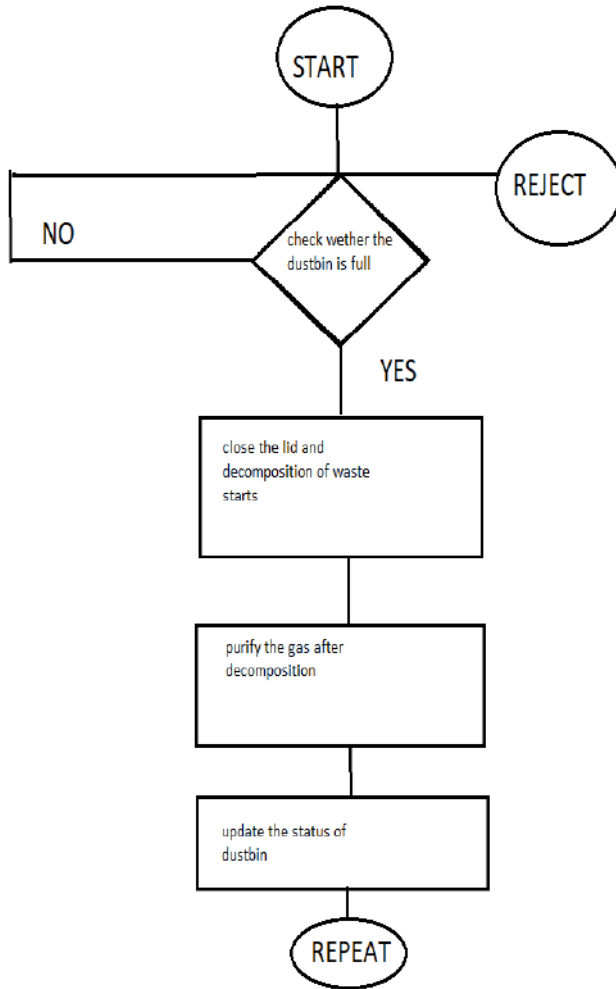 START
REJECT
check wether the
dustbin is full
NO
YES
close the lid and
decomposition of waste
starts
purify the gas after
decomposition
update the status of
dustbin
REPEAT